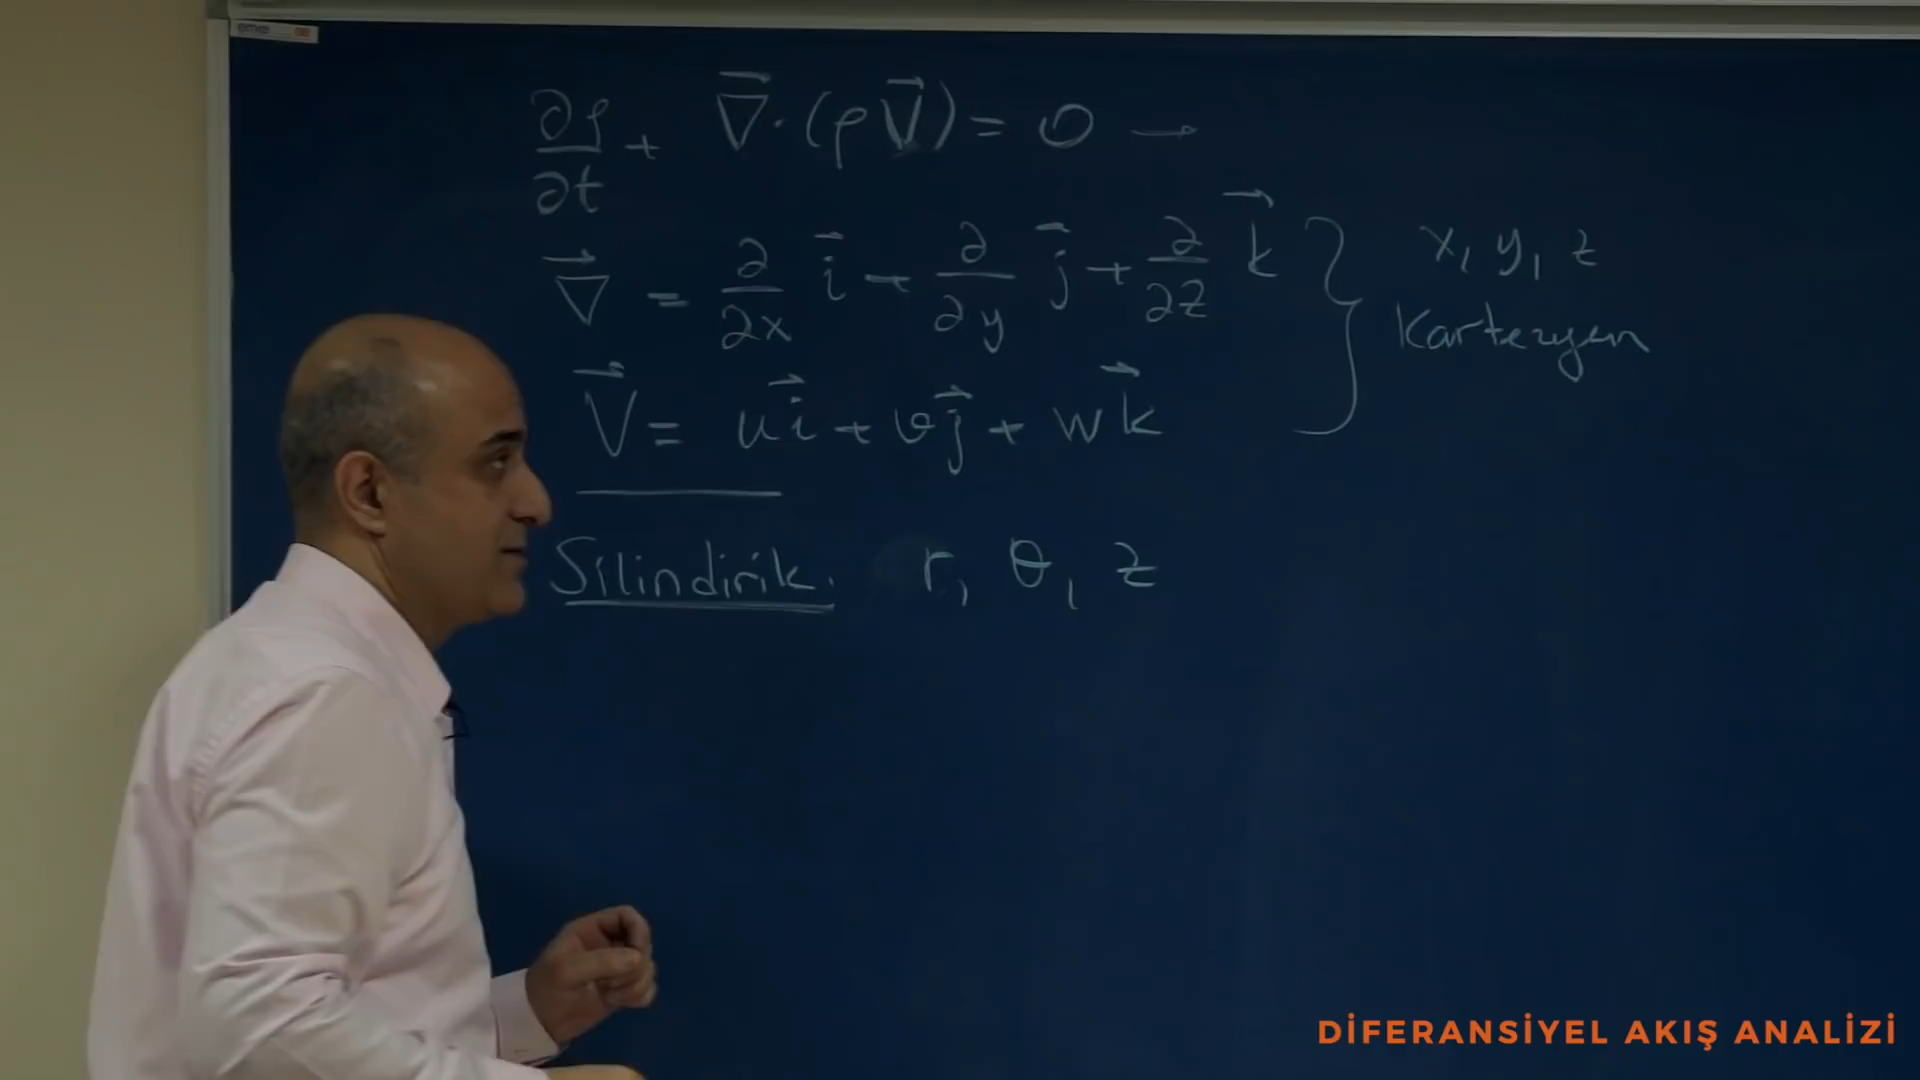 ∂ρ/∂t + ∇⃗·(ρV⃗) = 0 →
∇⃗ = ∂/∂x i⃗ + ∂/∂y j⃗ + ∂/∂z k⃗ } x, y, z
Kartezyen
V⃗ = ui⃗ + vj⃗ + wk⃗
Silindirik. r, θ, z
DİFERANSİYEL AKIŞ ANALİZİ